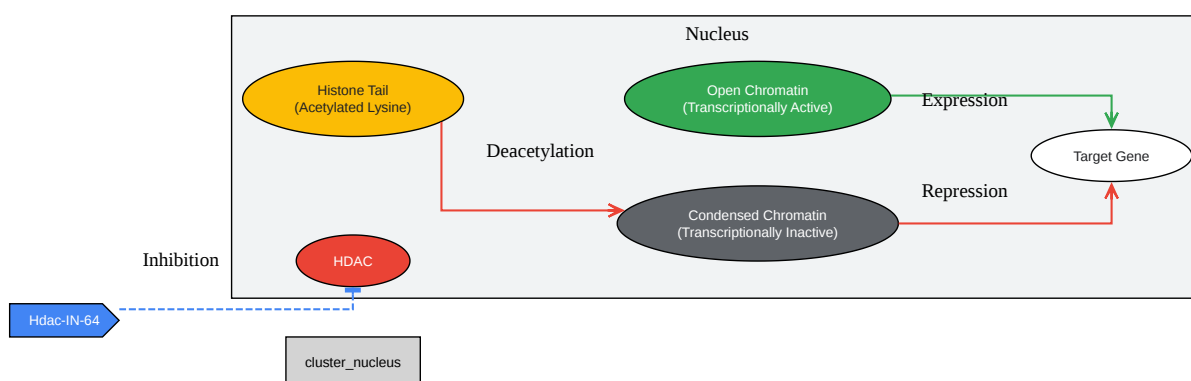 Nucleus
Histone Tail
(Acetylated Lysine)
Open Chromatin
(Transcriptionally Active)
Expression
Deacetylation
Target Gene
Condensed Chromatin
(Transcriptionally Inactive)
Repression
Inhibition
HDAC
Hdac-IN-64
cluster_nucleus